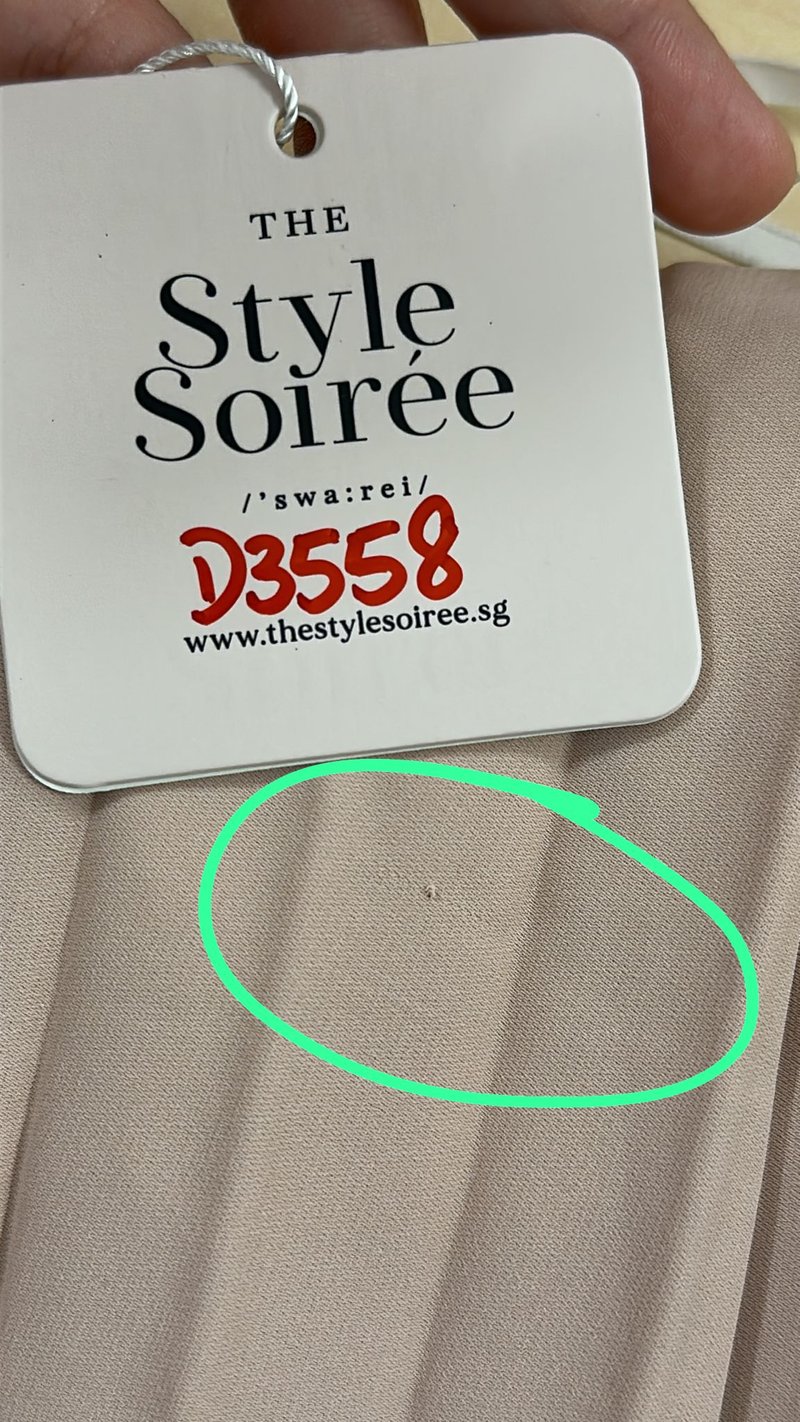 THE
Style
Soirée
/'swa:rei/
D3558
www.thestylesoiree.sg